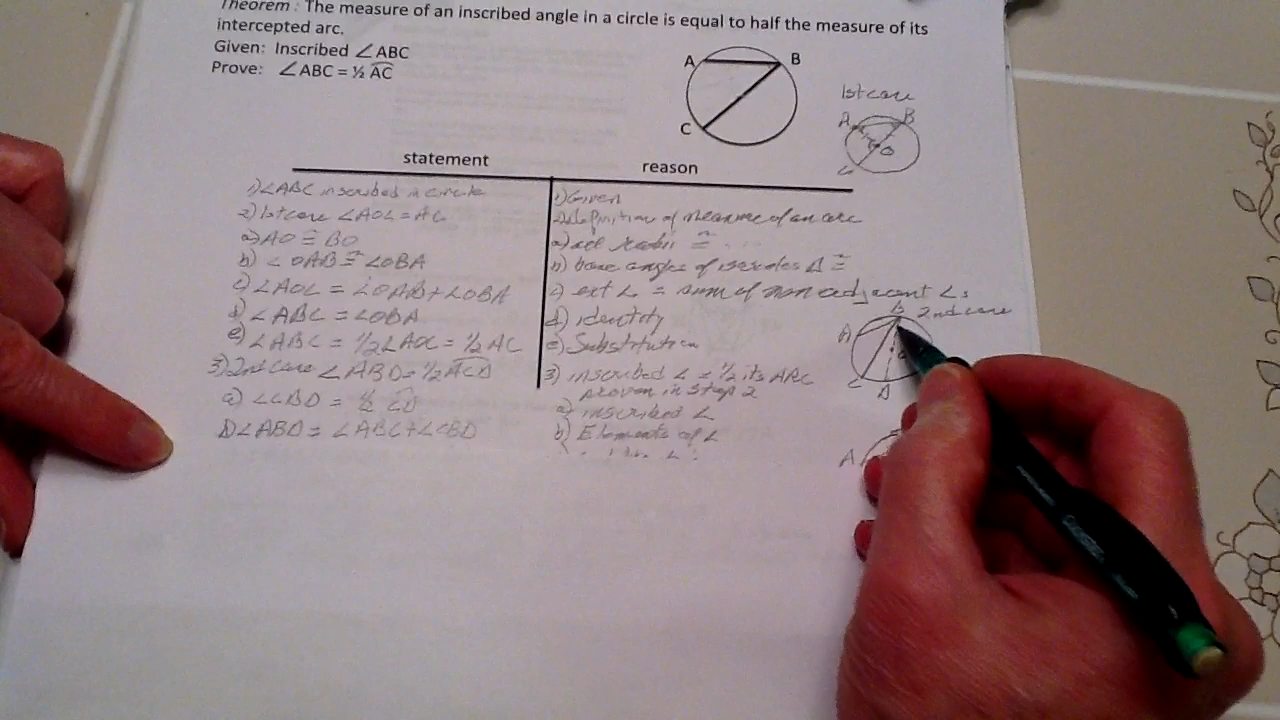 Theorem : The measure of an inscribed angle in a circle is equal to half the measure of its
intercepted arc.
Given: Inscribed ∠ABC
Prove: ∠ABC = ½ AC
A B
C
1st case
A B
O
C
statement reason
1) ∠ABC inscribed in circle 1) Given
2) 1st case ∠AOC = AC 2) definition of measure of an arc
a) AO ≅ BO a) all radii ≅
b) ∠OAB ≅ ∠OBA b) base angles of isosceles Δ ≅
c) ∠AOC = ∠OAB + ∠OBA c) ext ∠ = sum of non adjacent ∠s
d) ∠ABC = ∠OBA d) identity
e) ∠ABC = ½∠AOC = ½ AC e) Substitution
3) 2nd case ∠ABD = ½ ACD 3) inscribed ∠ = ½ its ARC
proven in Step 2
a) ∠CBD = ½ CD a) inscribed ∠
∠ABD = ∠ABC + ∠CBD b) Elements of ∠
B 2nd case
A
C
D
A